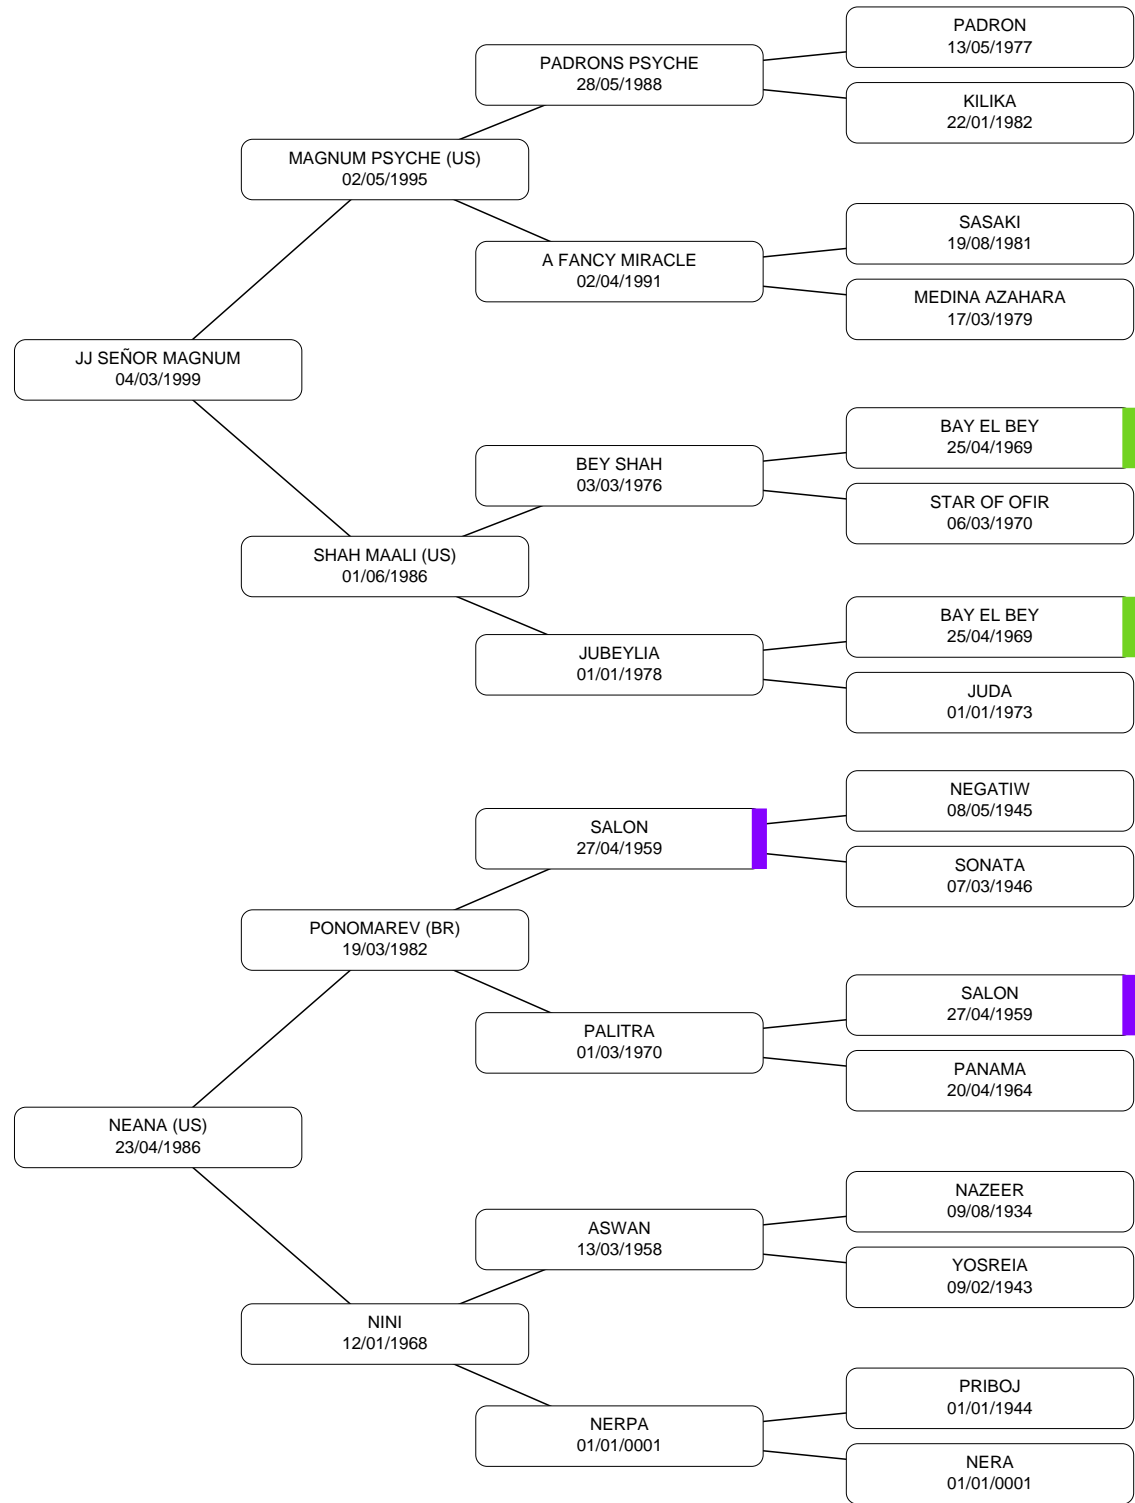 PADRON
13/05/1977
PADRONS PSYCHE
28/05/1988
KILIKA
22/01/1982
MAGNUM PSYCHE (US)
02/05/1995
SASAKI
19/08/1981
A FANCY MIRACLE
02/04/1991
MEDINA AZAHARA
17/03/1979
JJ SEÑOR MAGNUM
04/03/1999
BAY EL BEY
25/04/1969
BEY SHAH
03/03/1976
STAR OF OFIR
06/03/1970
SHAH MAALI (US)
01/06/1986
BAY EL BEY
25/04/1969
JUBEYLIA
01/01/1978
JUDA
01/01/1973
NEGATIW
08/05/1945
SALON
27/04/1959
SONATA
07/03/1946
PONOMAREV (BR)
19/03/1982
SALON
27/04/1959
PALITRA
01/03/1970
PANAMA
20/04/1964
NEANA (US)
23/04/1986
NAZEER
09/08/1934
ASWAN
13/03/1958
YOSREIA
09/02/1943
NINI
12/01/1968
PRIBOJ
01/01/1944
NERPA
01/01/0001
NERA
01/01/0001